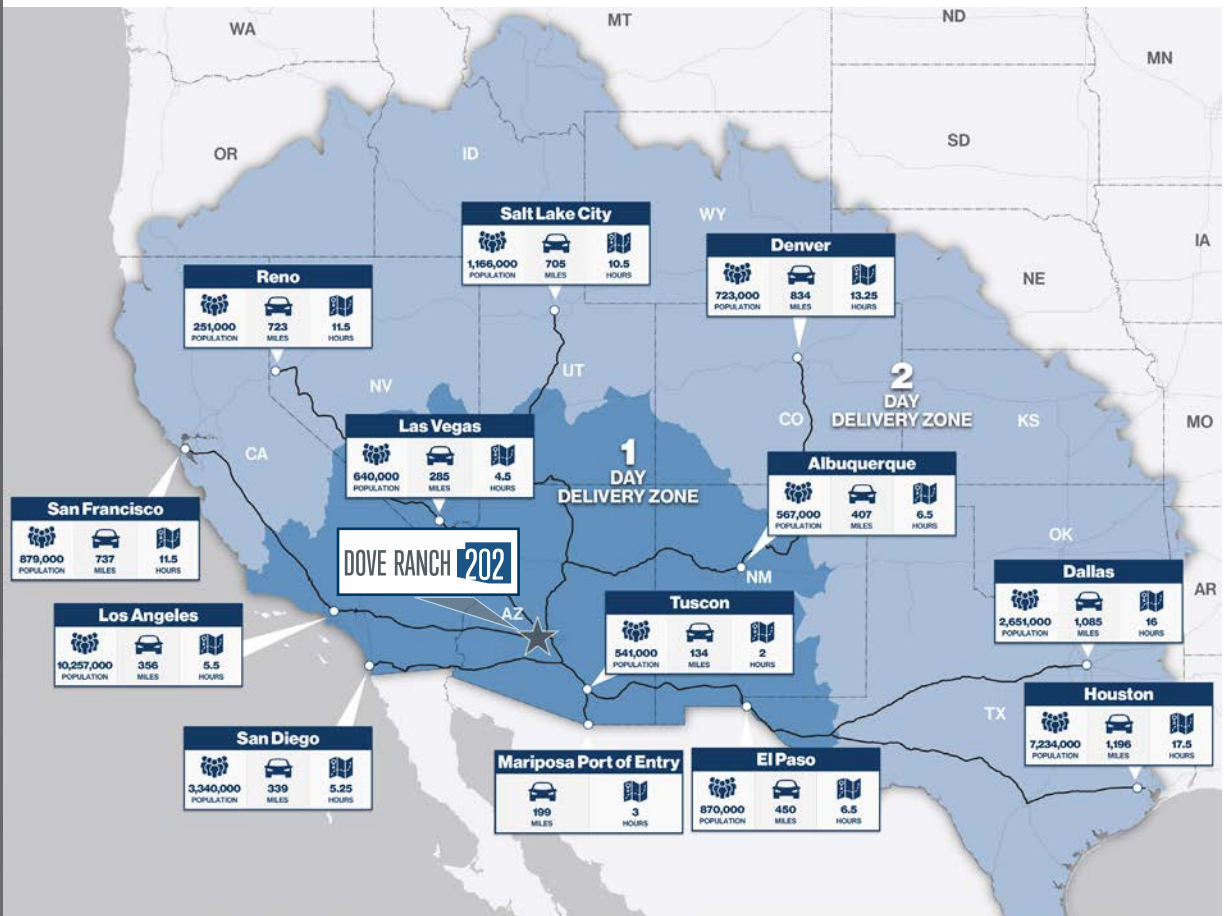 WA
MT
ND
MN
OR
ID
SD
WY
IA
NE
Salt Lake City
1,166,000
POPULATION
705
MILES
10.5
HOURS
Denver
723,000
POPULATION
834
MILES
13.25
HOURS
Reno
251,000
POPULATION
723
MILES
11.5
HOURS
UT
NV
2
DAY
DELIVERY ZONE
CO
KS
MO
CA
Las Vegas
640,000
POPULATION
285
MILES
4.5
HOURS
1
DAY
DELIVERY ZONE
Albuquerque
567,000
POPULATION
407
MILES
6.5
HOURS
San Francisco
879,000
POPULATION
737
MILES
11.5
HOURS
DOVE RANCH 202
OK
NM
AR
Dallas
2,651,000
POPULATION
1,085
MILES
16
HOURS
AZ
Los Angeles
10,257,000
POPULATION
356
MILES
5.5
HOURS
Tuscon
541,000
POPULATION
134
MILES
2
HOURS
TX
Houston
7,234,000
POPULATION
1,196
MILES
17.5
HOURS
San Diego
3,340,000
POPULATION
339
MILES
5.25
HOURS
Mariposa Port of Entry
199
MILES
3
HOURS
El Paso
870,000
POPULATION
450
MILES
6.5
HOURS